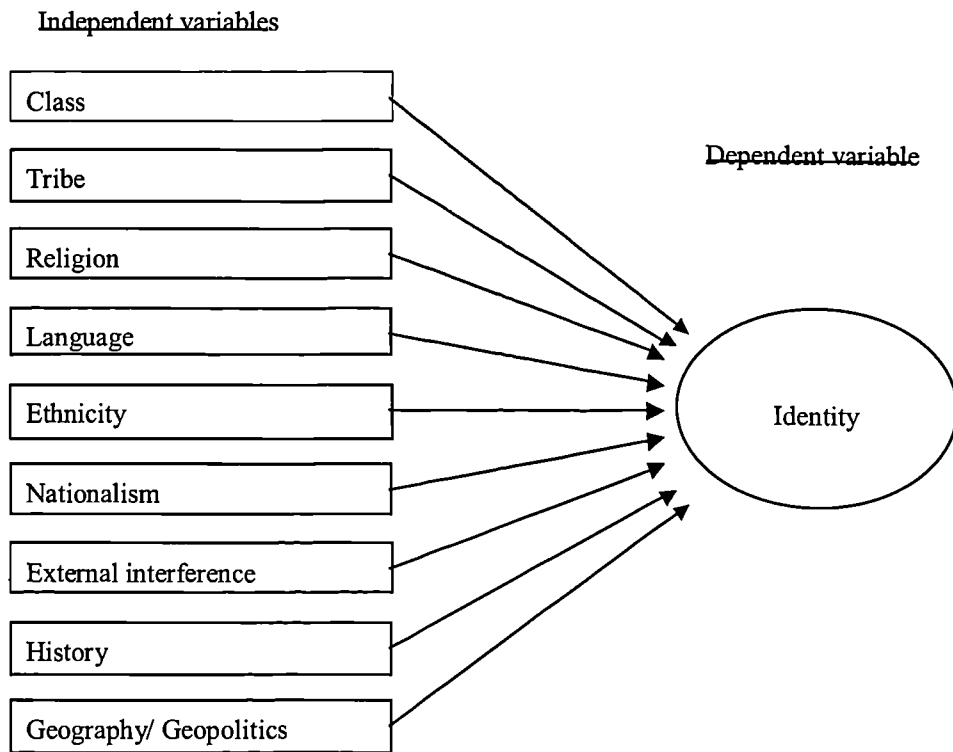 Independent variables
Class
Tribe
Religion
Language
Ethnicity
Nationalism
External interference
History
Geography/ Geopolitics
Dependent variable
Identity